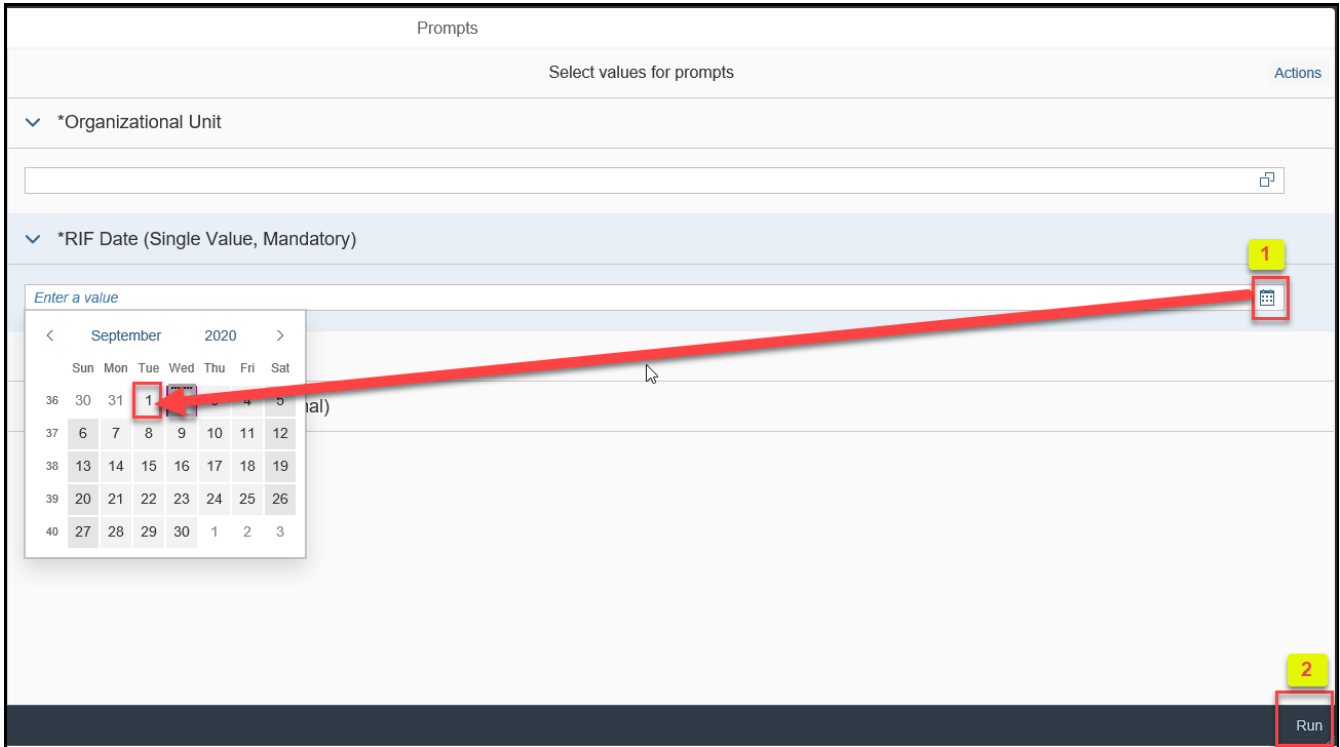 Prompts
Select values for prompts Actions
*Organizational Unit
*RIF Date (Single Value, Mandatory)
1
Enter a value
< September 2020 >
Sun Mon Tue Wed Thu Fri Sat
36 30 31 1 4 5
nal)
37 6 7 8 9 10 11 12
38 13 14 15 16 17 18 19
39 20 21 22 23 24 25 26
40 27 28 29 30 1 2 3
2
Run